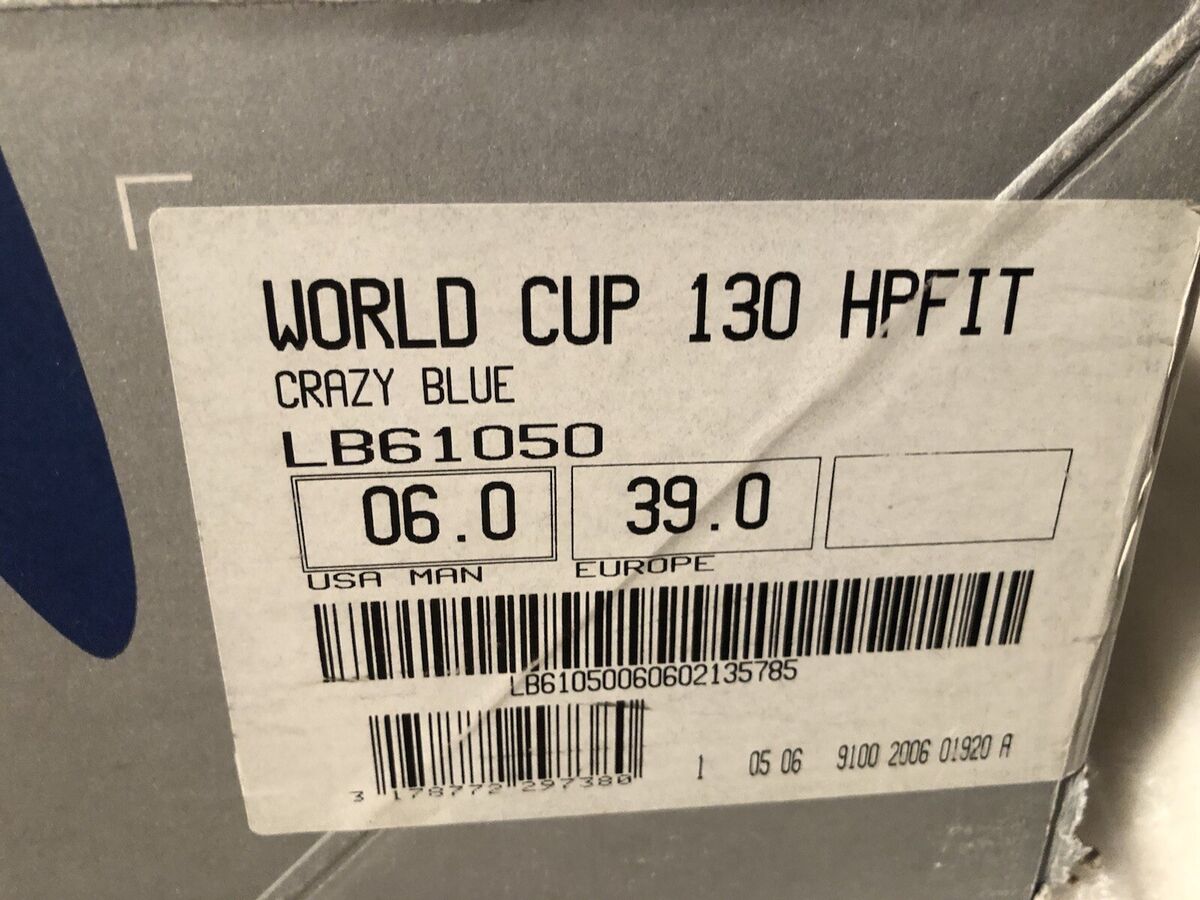 WORLD CUP 130 HPFIT
CRAZY BLUE
LB61050
06.0 39.0
USA MAN EUROPE
LB61050060602135785
3 178772 297380 1 05 06 9100 2006 01920 A